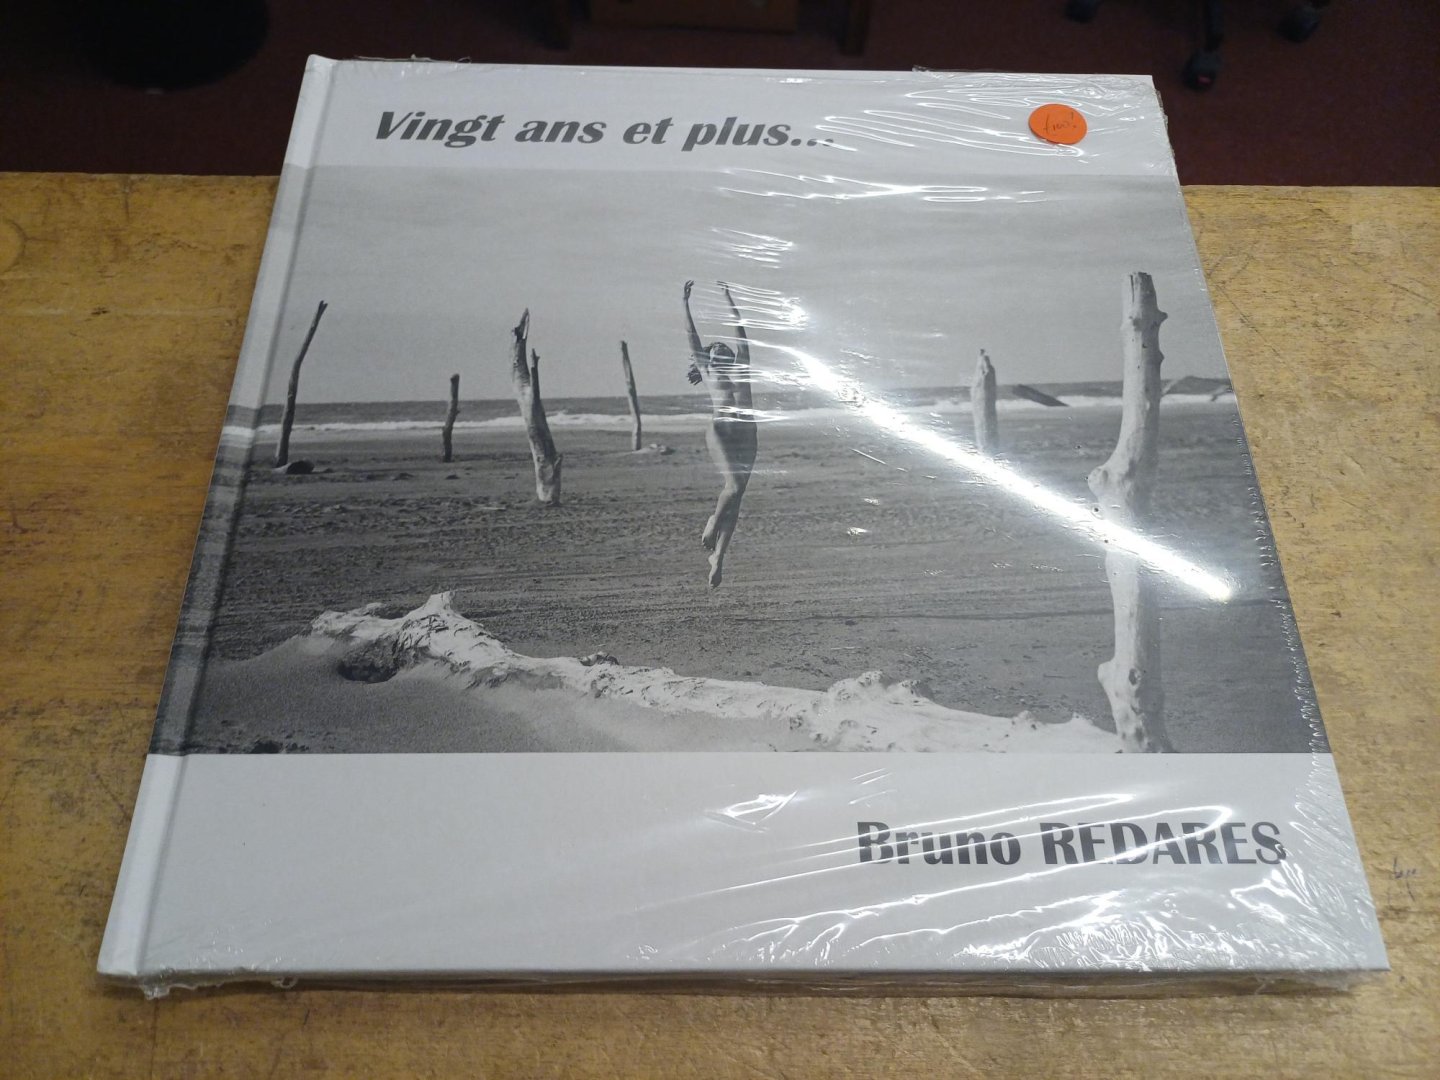 Vingt ans et plus...
Bruno REDARES